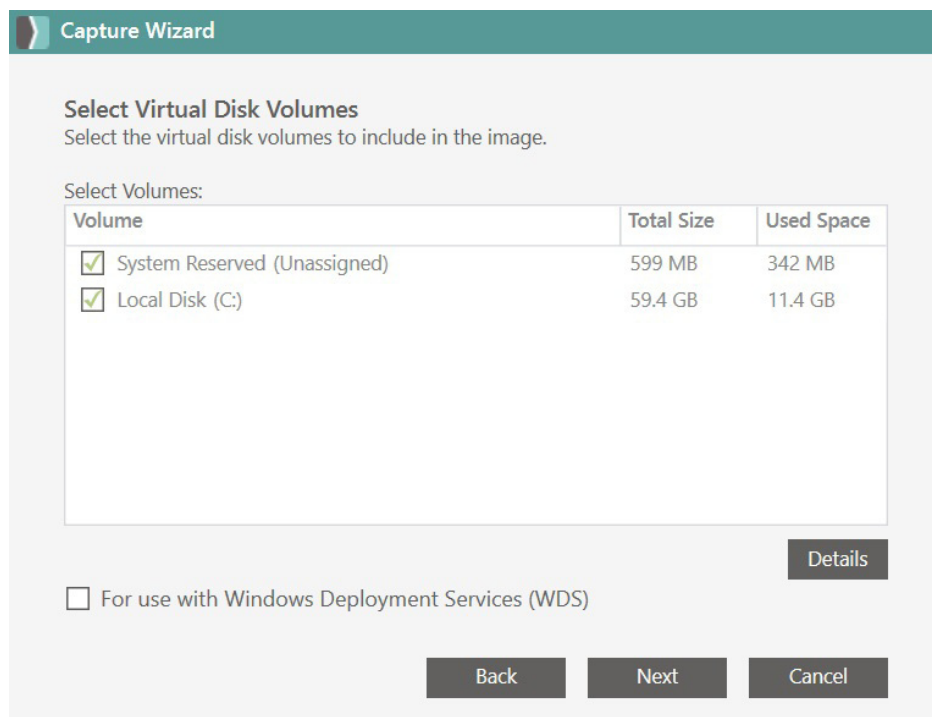 Capture Wizard
Select Virtual Disk Volumes
Select the virtual disk volumes to include in the image.
Select Volumes:
Volume Total Size Used Space
System Reserved (Unassigned) 599 MB 342 MB
Local Disk (C:) 59.4 GB 11.4 GB
Details
For use with Windows Deployment Services (WDS)
Back Next Cancel